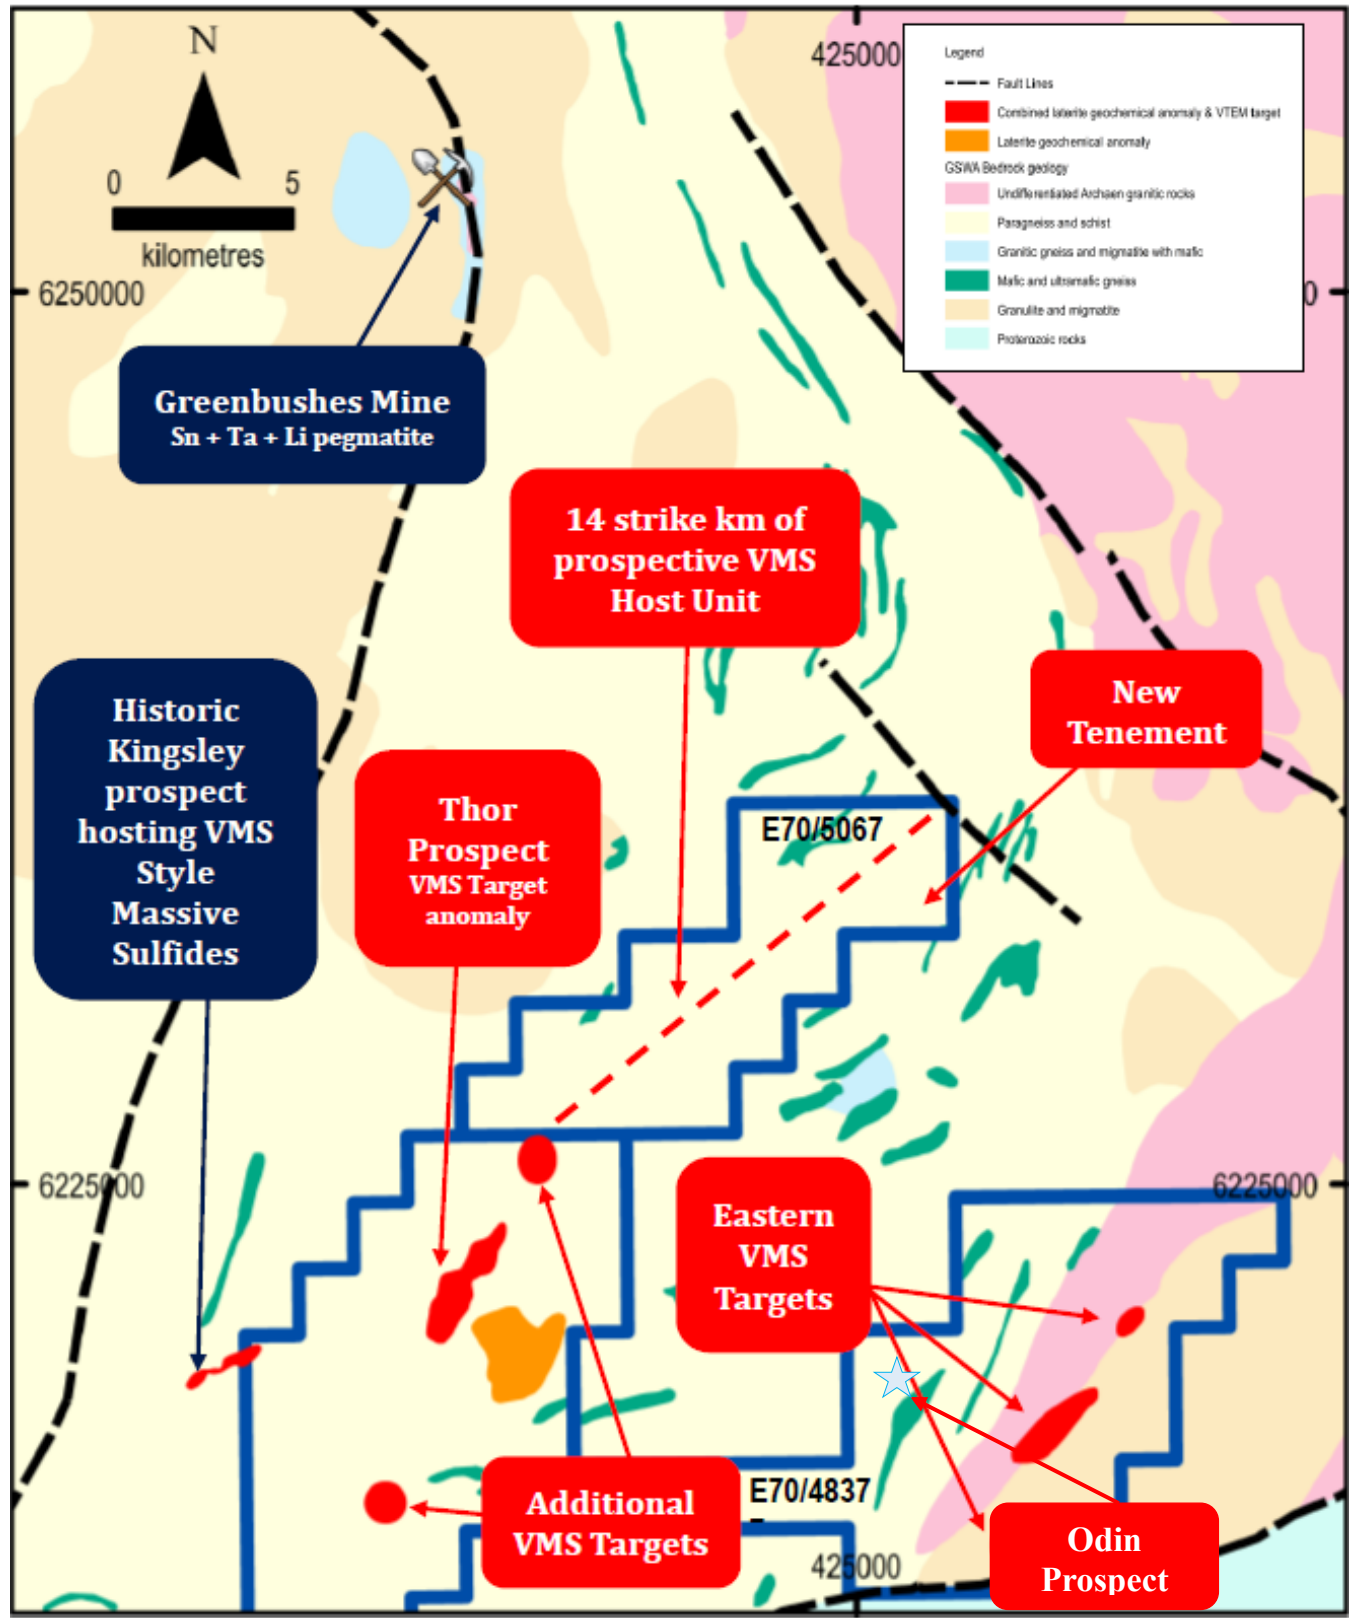 N
0 5
kilometres
425000
Legend
Fault Lines
Combined laterite geochemical anomaly & VTEM target
Laterite geochemical anomaly
GSWA Bedrock geology
Undifferentiated Archaen granitic rocks
Paragneiss and schist
Granitic gneiss and migmatite with mafic
Mafic and ultramafic gneiss
Granulite and migmatite
Proterozoic rocks
6250000
0
Greenbushes Mine
Sn + Ta + Li pegmatite
14 strike km of
prospective VMS
Host Unit
New
Tenement
Historic
Kingsley
prospect
hosting VMS
Style
Massive
Sulfides
Thor
Prospect
VMS Target
anomaly
E70/5067
6225000
6225000
Eastern
VMS
Targets
Additional
VMS Targets
E70/4837
Odin
Prospect
425000